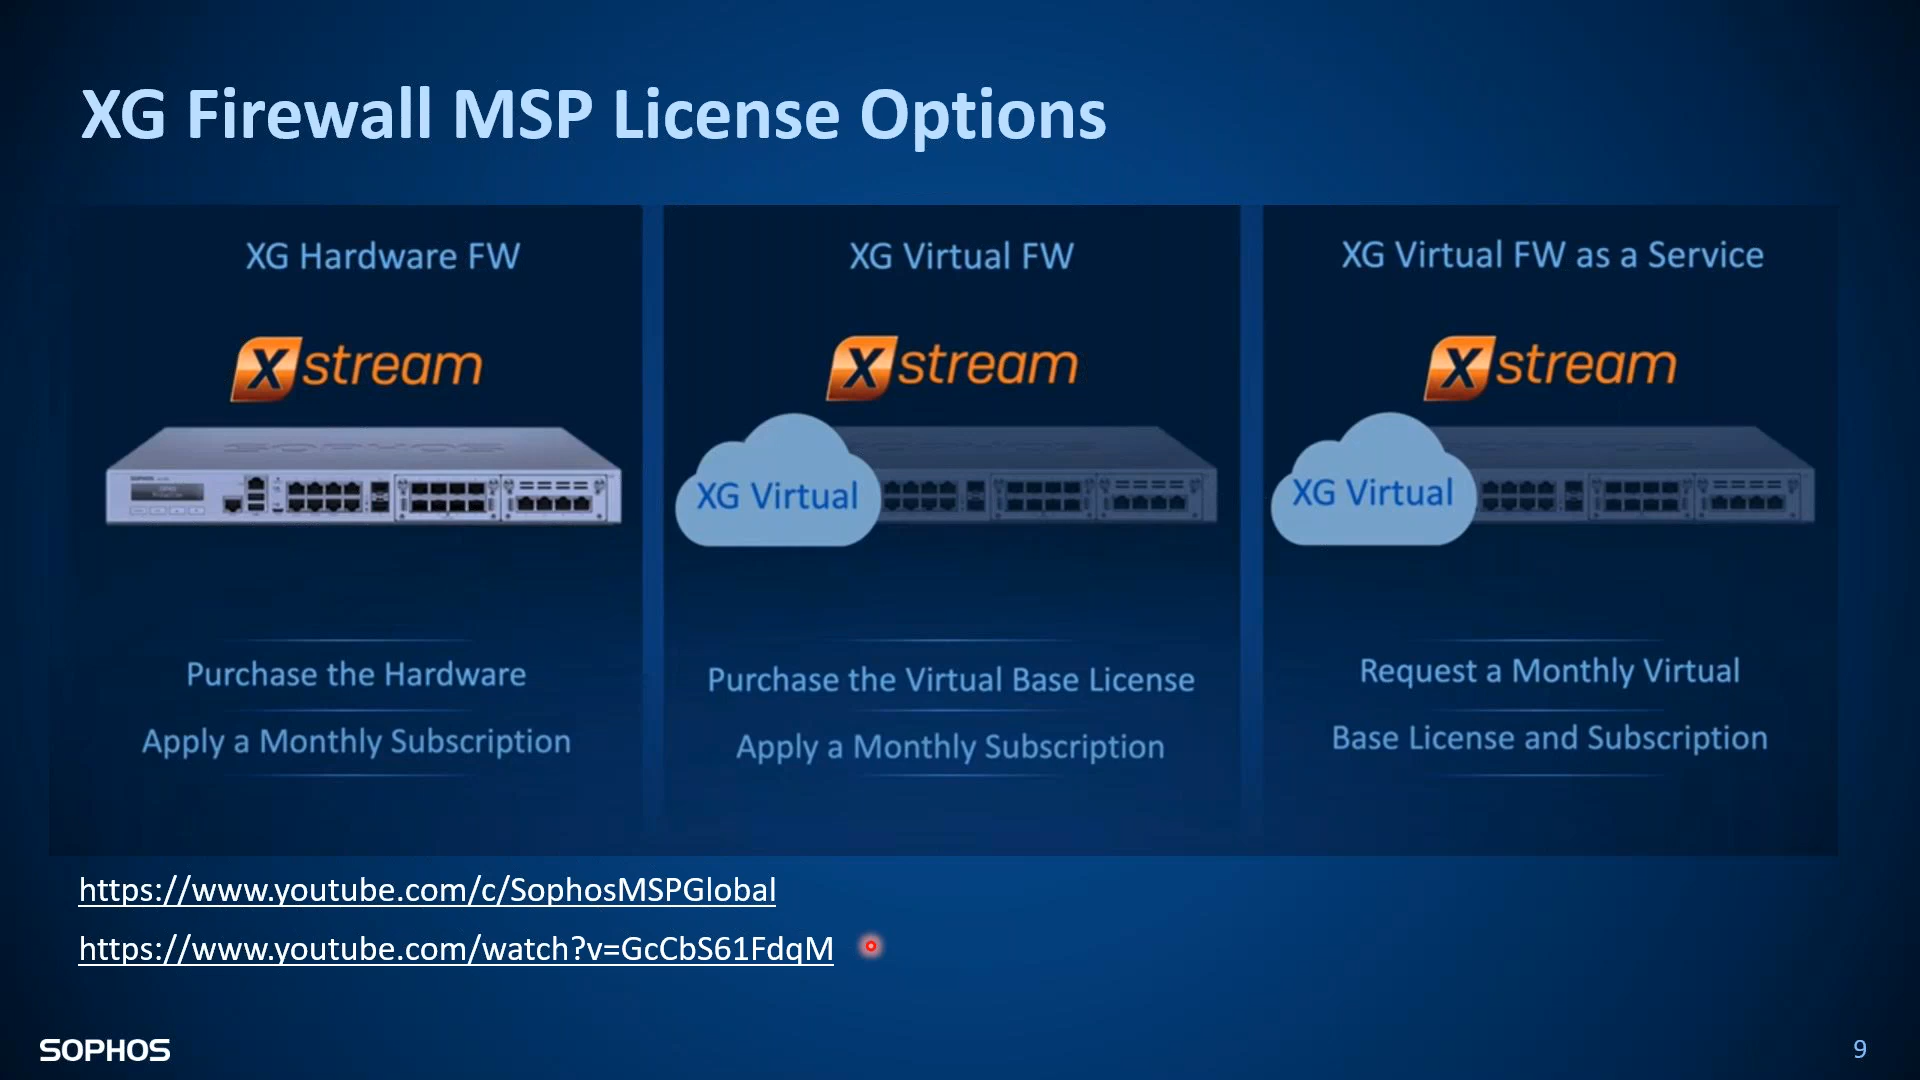 XG Firewall MSP License Options
XG Hardware FW
Xstream
SOPHOS
SOPHOS
Purchase the Hardware
Apply a Monthly Subscription
XG Virtual FW
Xstream
XG Virtual
Purchase the Virtual Base License
Apply a Monthly Subscription
XG Virtual FW as a Service
Xstream
XG Virtual
Request a Monthly Virtual
Base License and Subscription
https://www.youtube.com/c/SophosMSPGlobal
https://www.youtube.com/watch?v=GcCbS61FdqM
SOPHOS
9